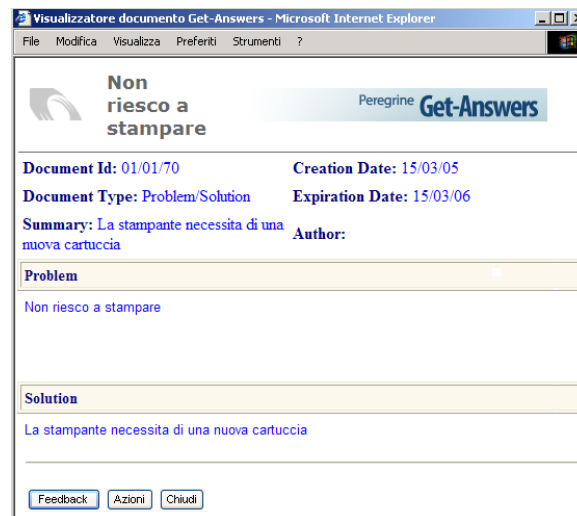 Visualizzatore documento Get-Answers - Microsoft Internet Explorer
File Modifica Visualizza Preferiti Strumenti ?
Non
riesco a
stampare
Peregrine Get-Answers
Document Id: 01/01/70
Creation Date: 15/03/05
Document Type: Problem/Solution
Expiration Date: 15/03/06
Summary: La stampante necessita di una
nuova cartuccia
Author:
Problem
Non riesco a stampare
Solution
La stampante necessita di una nuova cartuccia
Feedback Azioni Chiudi